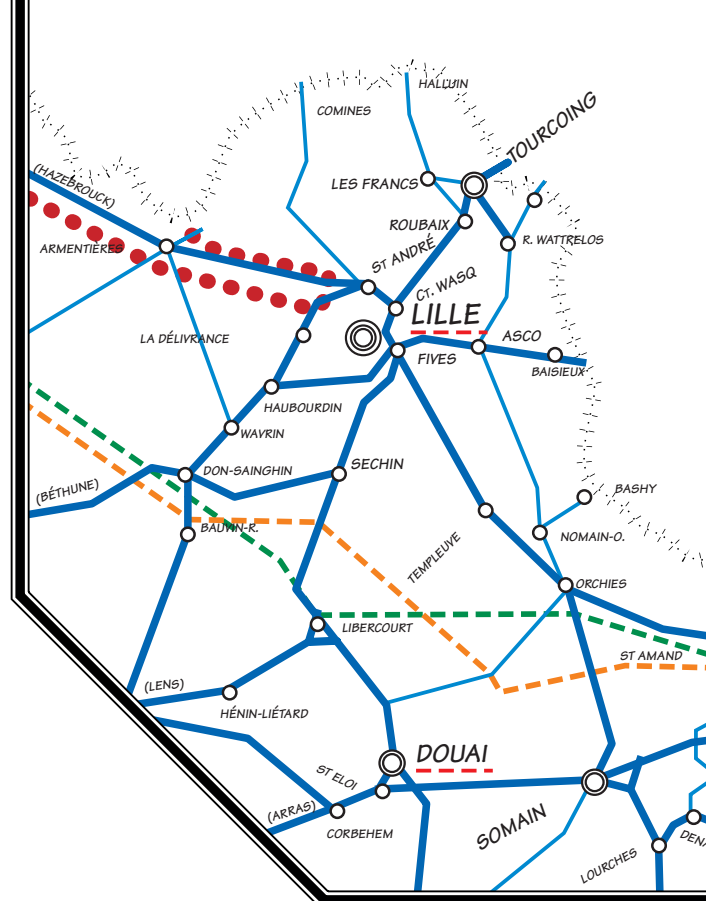 HALLUIN
COMINES
TOURCOING
(HAZEBROUCK)
LES FRANCS
ROUBAIX
R. WATTRELOS
ARMENTIÈRES
ST ANDRÉ
CT. WASQ
LILLE
LA DÉLIVRANCE
ASCO
FIVES
BAISIEUX
HAUBOURDIN
WAVRIN
DON-SAINGHIN
SECHIN
(BÉTHUNE)
BASHY
BAUVIN-R.
NOMAIN-O.
TEMPLEUVE
ORCHIES
LIBERCOURT
ST AMAND
(LENS)
HÉNIN-LIÉTARD
DOUAI
ST ELOI
(ARRAS)
CORBEHEM
SOMAIN
DENA
LOURCHES